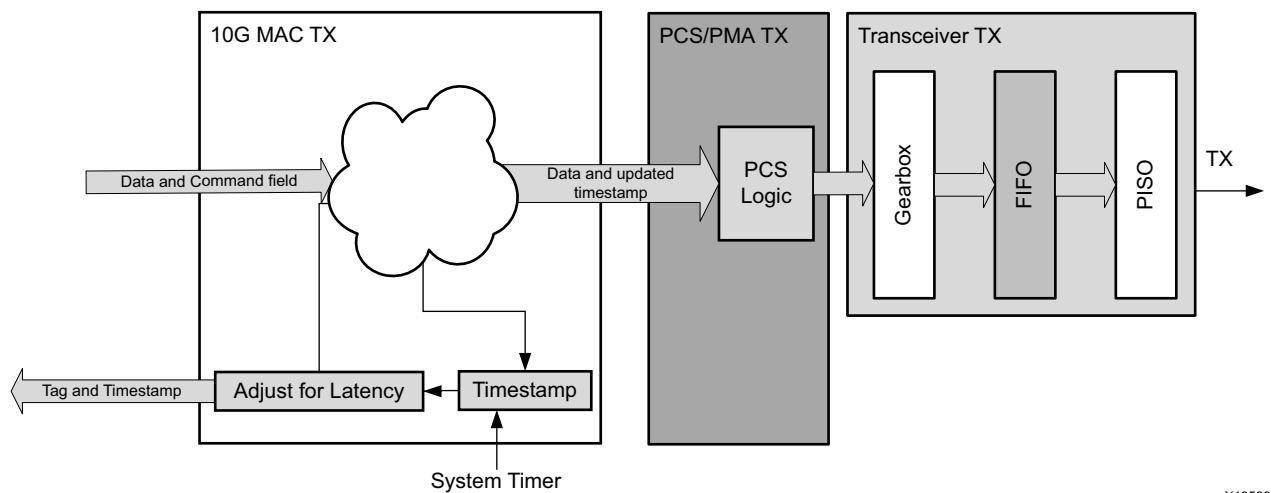 10G MAC TX
PCS/PMA TX
Transceiver TX
Data and Command field
Data and updated
timestamp
PCS
Logic
Gearbox
FIFO
PISO
TX
Tag and Timestamp
Adjust for Latency
Timestamp
System Timer